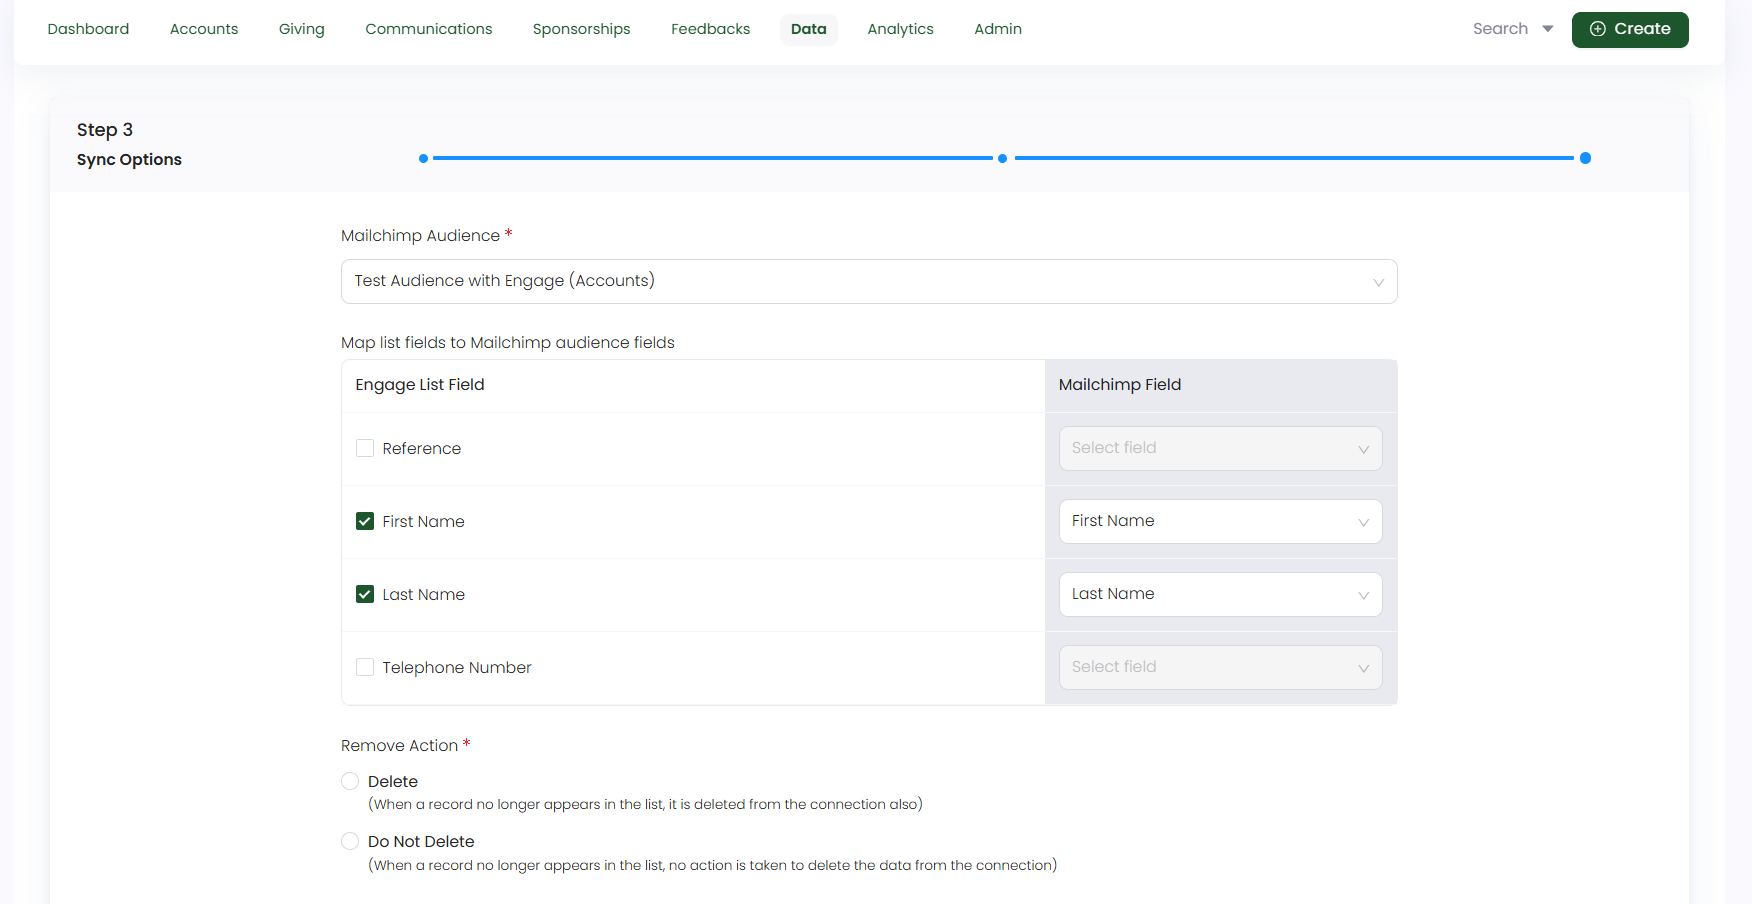 Dashboard Accounts Giving Communications Sponsorships Feedbacks Data Analytics Admin Search Create
Step 3
Sync Options
Mailchimp Audience *
Test Audience with Engage (Accounts)
Map list fields to Mailchimp audience fields
Engage List Field Mailchimp Field
Reference Select field
First Name First Name
Last Name Last Name
Telephone Number Select field
Remove Action *
Delete
(When a record no longer appears in the list, it is deleted from the connection also)
Do Not Delete
(When a record no longer appears in the list, no action is taken to delete the data from the connection)